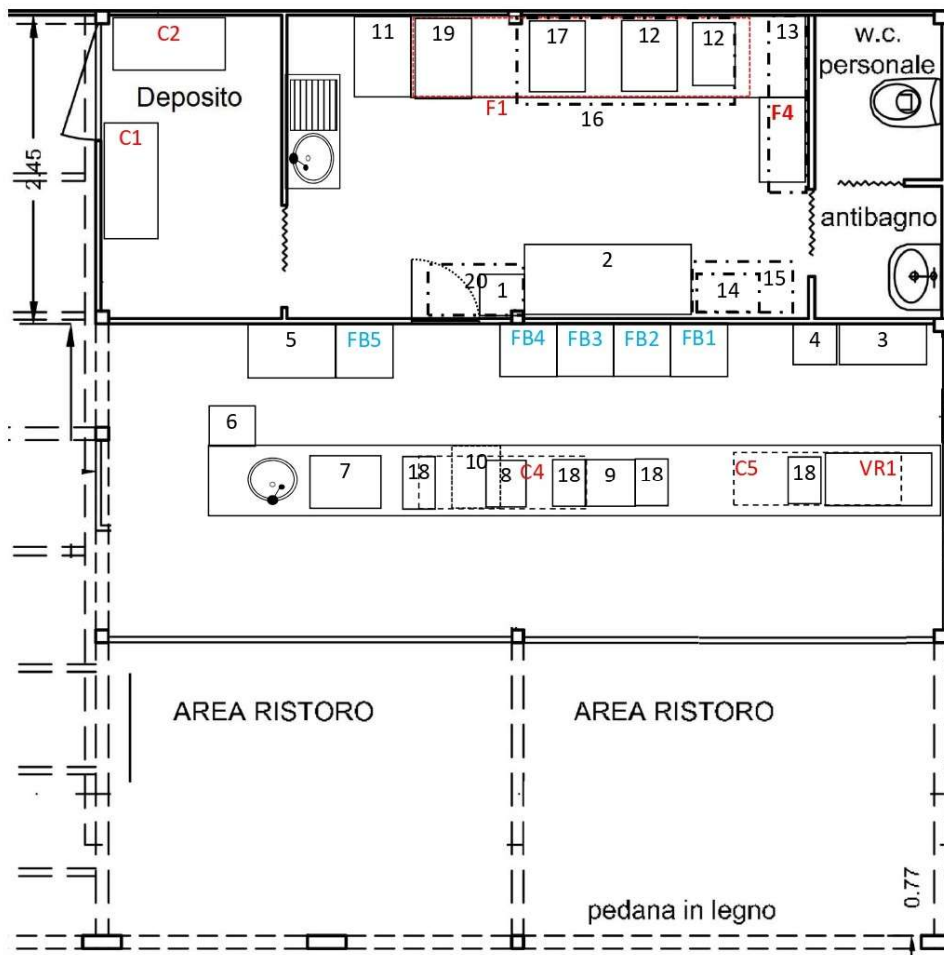 C2
11
19
17
12
12
13
w.c.
personale
Deposito
F1
F4
16
C1
2.45
antibagno
2
20
1
14
15
5
FB5
FB4
FB3
FB2
FB1
4
3
6
7
18
10
8
C4
18
9
18
C5
18
VR1
AREA RISTORO
AREA RISTORO
0.77
pedana in legno